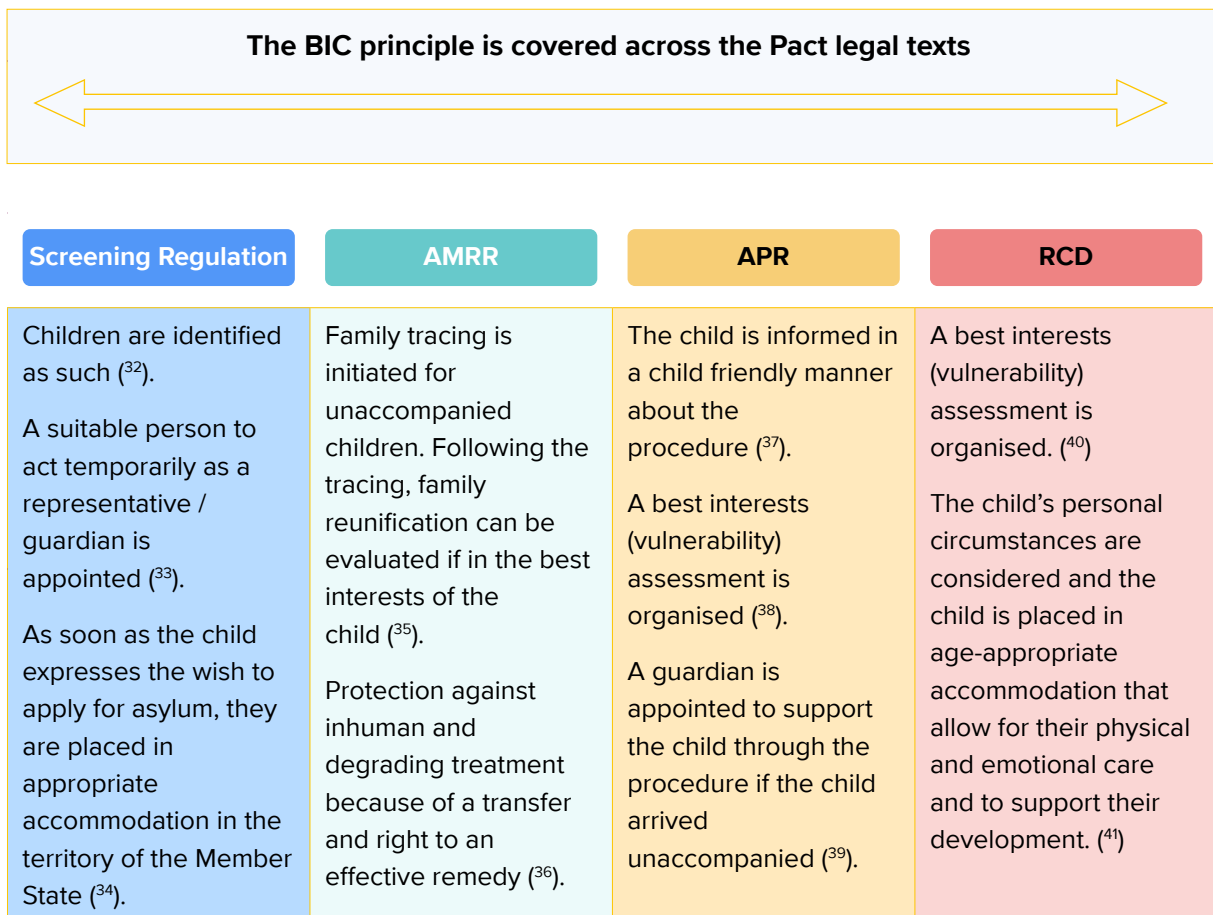 The BIC principle is covered across the Pact legal texts
Screening Regulation
Children are identified
as such (³²).
A suitable person to
act temporarily as a
representative /
guardian is
appointed (³³).
As soon as the child
expresses the wish to
apply for asylum, they
are placed in
appropriate
accommodation in the
territory of the Member
State (³⁴).
AMRR
Family tracing is
initiated for
unaccompanied
children. Following the
tracing, family
reunification can be
evaluated if in the best
interests of the
child (³⁵).
Protection against
inhuman and
degrading treatment
because of a transfer
and right to an
effective remedy (³⁶).
APR
The child is informed in
a child friendly manner
about the
procedure (³⁷).
A best interests
(vulnerability)
assessment is
organised (³⁸).
A guardian is
appointed to support
the child through the
procedure if the child
arrived
unaccompanied (³⁹).
RCD
A best interests
(vulnerability)
assessment is
organised. (⁴⁰)
The child’s personal
circumstances are
considered and the
child is placed in
age-appropriate
accommodation that
allow for their physical
and emotional care
and to support their
development. (⁴¹)